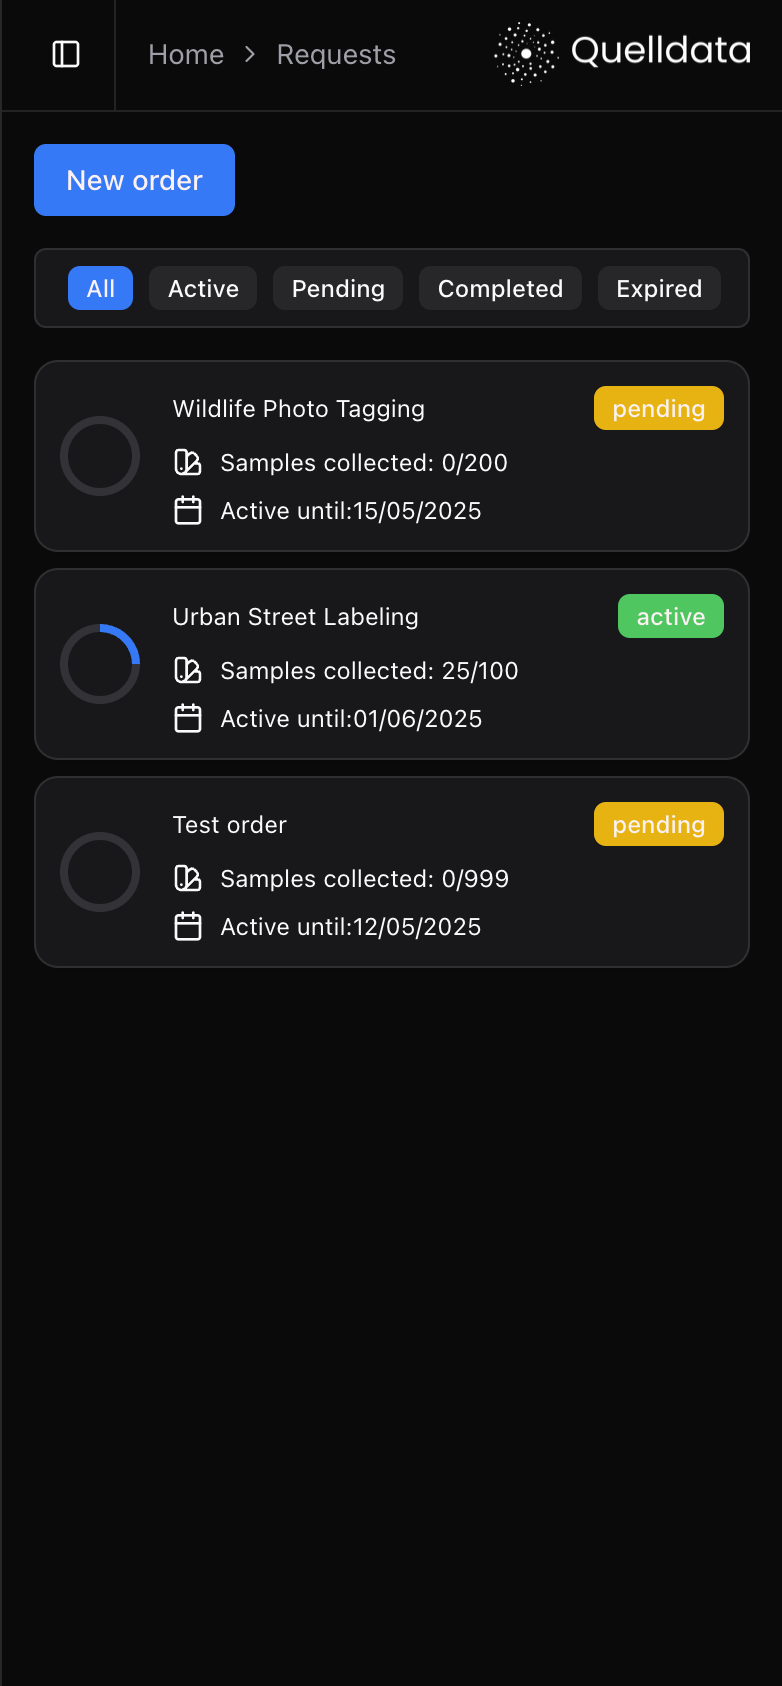 Home > Requests
Quelldata
New order
All Active Pending Completed Expired
Wildlife Photo Tagging
pending
Samples collected: 0/200
Active until:15/05/2025
Urban Street Labeling
active
Samples collected: 25/100
Active until:01/06/2025
Test order
pending
Samples collected: 0/999
Active until:12/05/2025